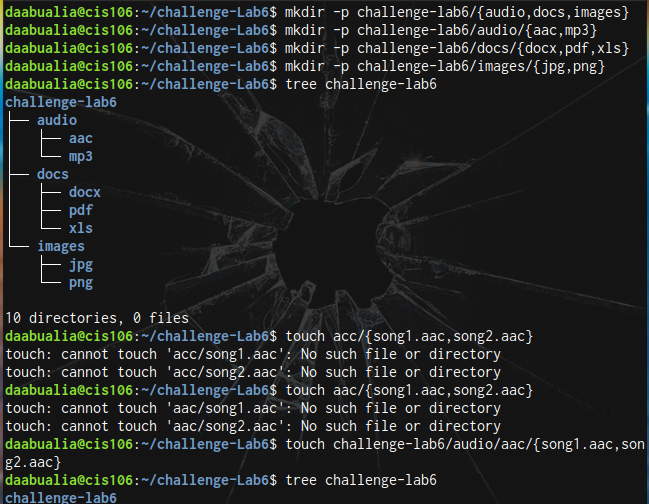 daabualia@cis106:~/challenge-Lab6$ mkdir -p challenge-lab6/{audio,docs,images}
daabualia@cis106:~/challenge-Lab6$ mkdir -p challenge-lab6/audio/{aac,mp3}
daabualia@cis106:~/challenge-Lab6$ mkdir -p challenge-lab6/docs/{docx,pdf,xls}
daabualia@cis106:~/challenge-Lab6$ mkdir -p challenge-lab6/images/{jpg,png}
daabualia@cis106:~/challenge-Lab6$ tree challenge-lab6
challenge-lab6
├── audio
│   ├── aac
│   └── mp3
├── docs
│   ├── docx
│   ├── pdf
│   └── xls
└── images
    ├── jpg
    └── png
10 directories, 0 files
daabualia@cis106:~/challenge-Lab6$ touch acc/{song1.aac,song2.aac}
touch: cannot touch 'acc/song1.aac': No such file or directory
touch: cannot touch 'acc/song2.aac': No such file or directory
daabualia@cis106:~/challenge-Lab6$ touch aac/{song1.aac,song2.aac}
touch: cannot touch 'aac/song1.aac': No such file or directory
touch: cannot touch 'aac/song2.aac': No such file or directory
daabualia@cis106:~/challenge-Lab6$ touch challenge-lab6/audio/aac/{song1.aac,son
g2.aac}
daabualia@cis106:~/challenge-Lab6$ tree challenge-lab6
challenge-lab6